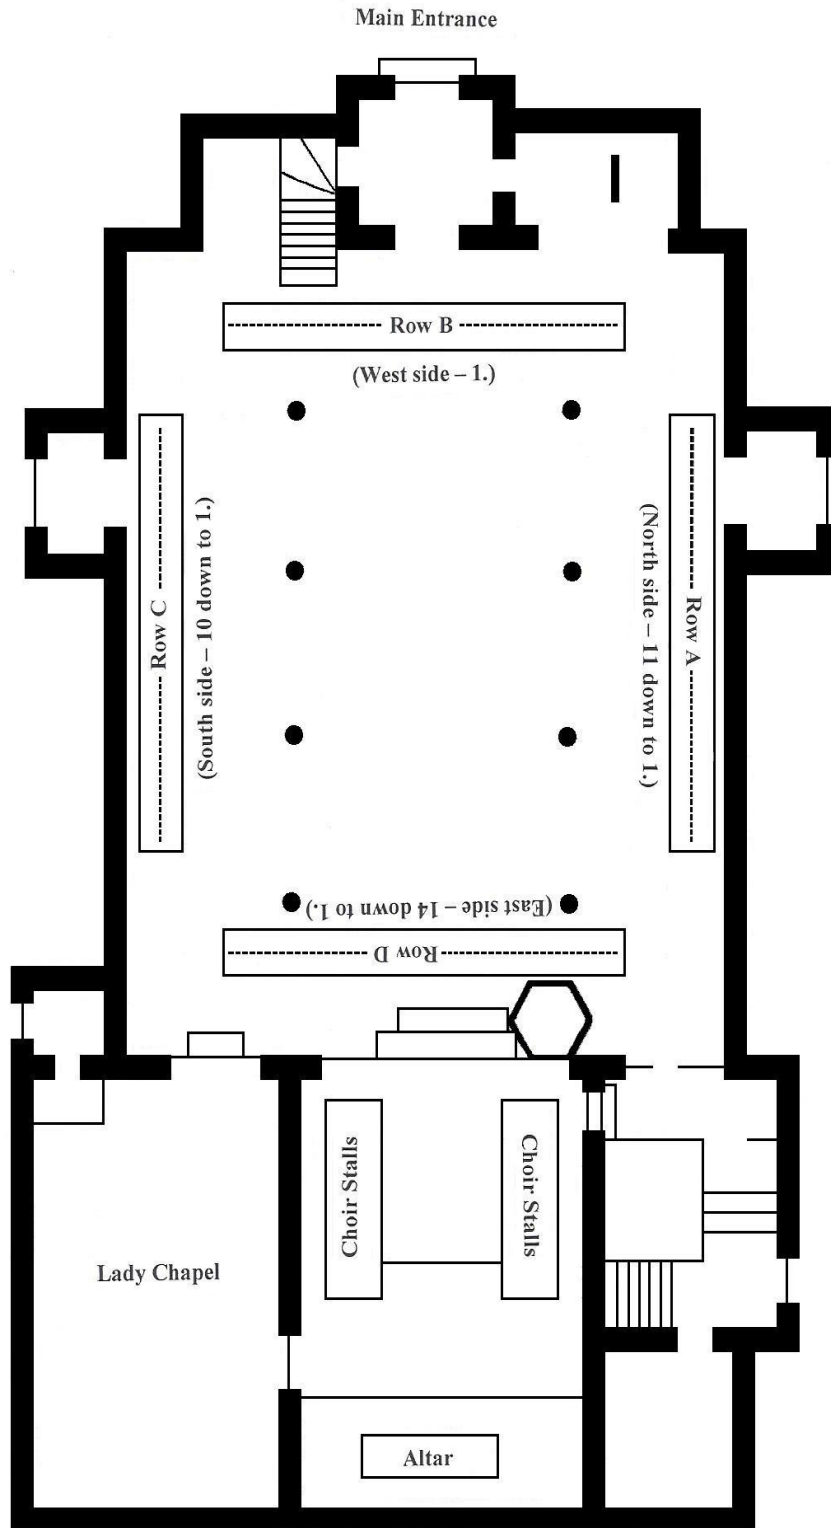 Main Entrance
Row B
(West side – 1.)
Row C
(South side – 10 down to 1.)
(North side – 11 down to 1.)
Row A
(East side – 14 down to 1.)
Row D
Choir Stalls
Choir Stalls
Lady Chapel
Altar